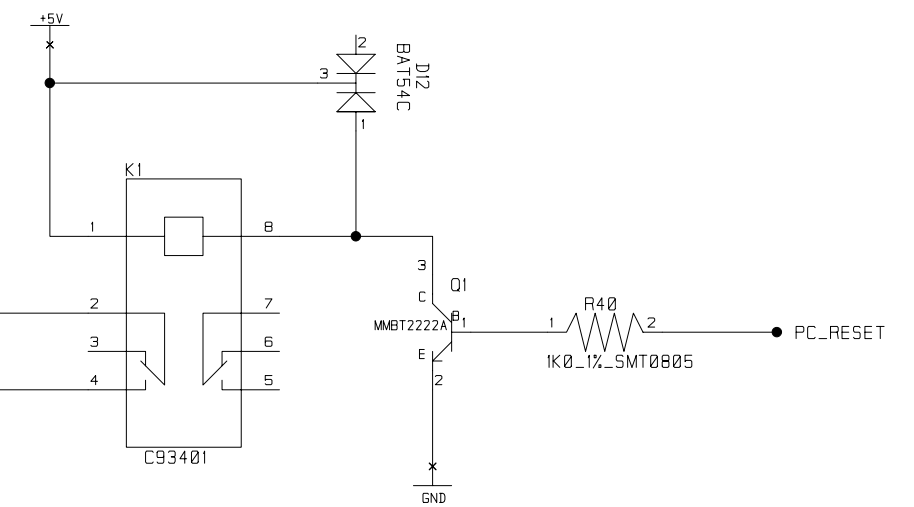 +5V
2
3
D12
BAT54C
1
K1
1
8
3
Q1
C
2
7
MMBT2222A
B
1
R40
1
2
PC_RESET
3
6
E
1K0_1%_SMT0805
4
5
2
C93401
GND